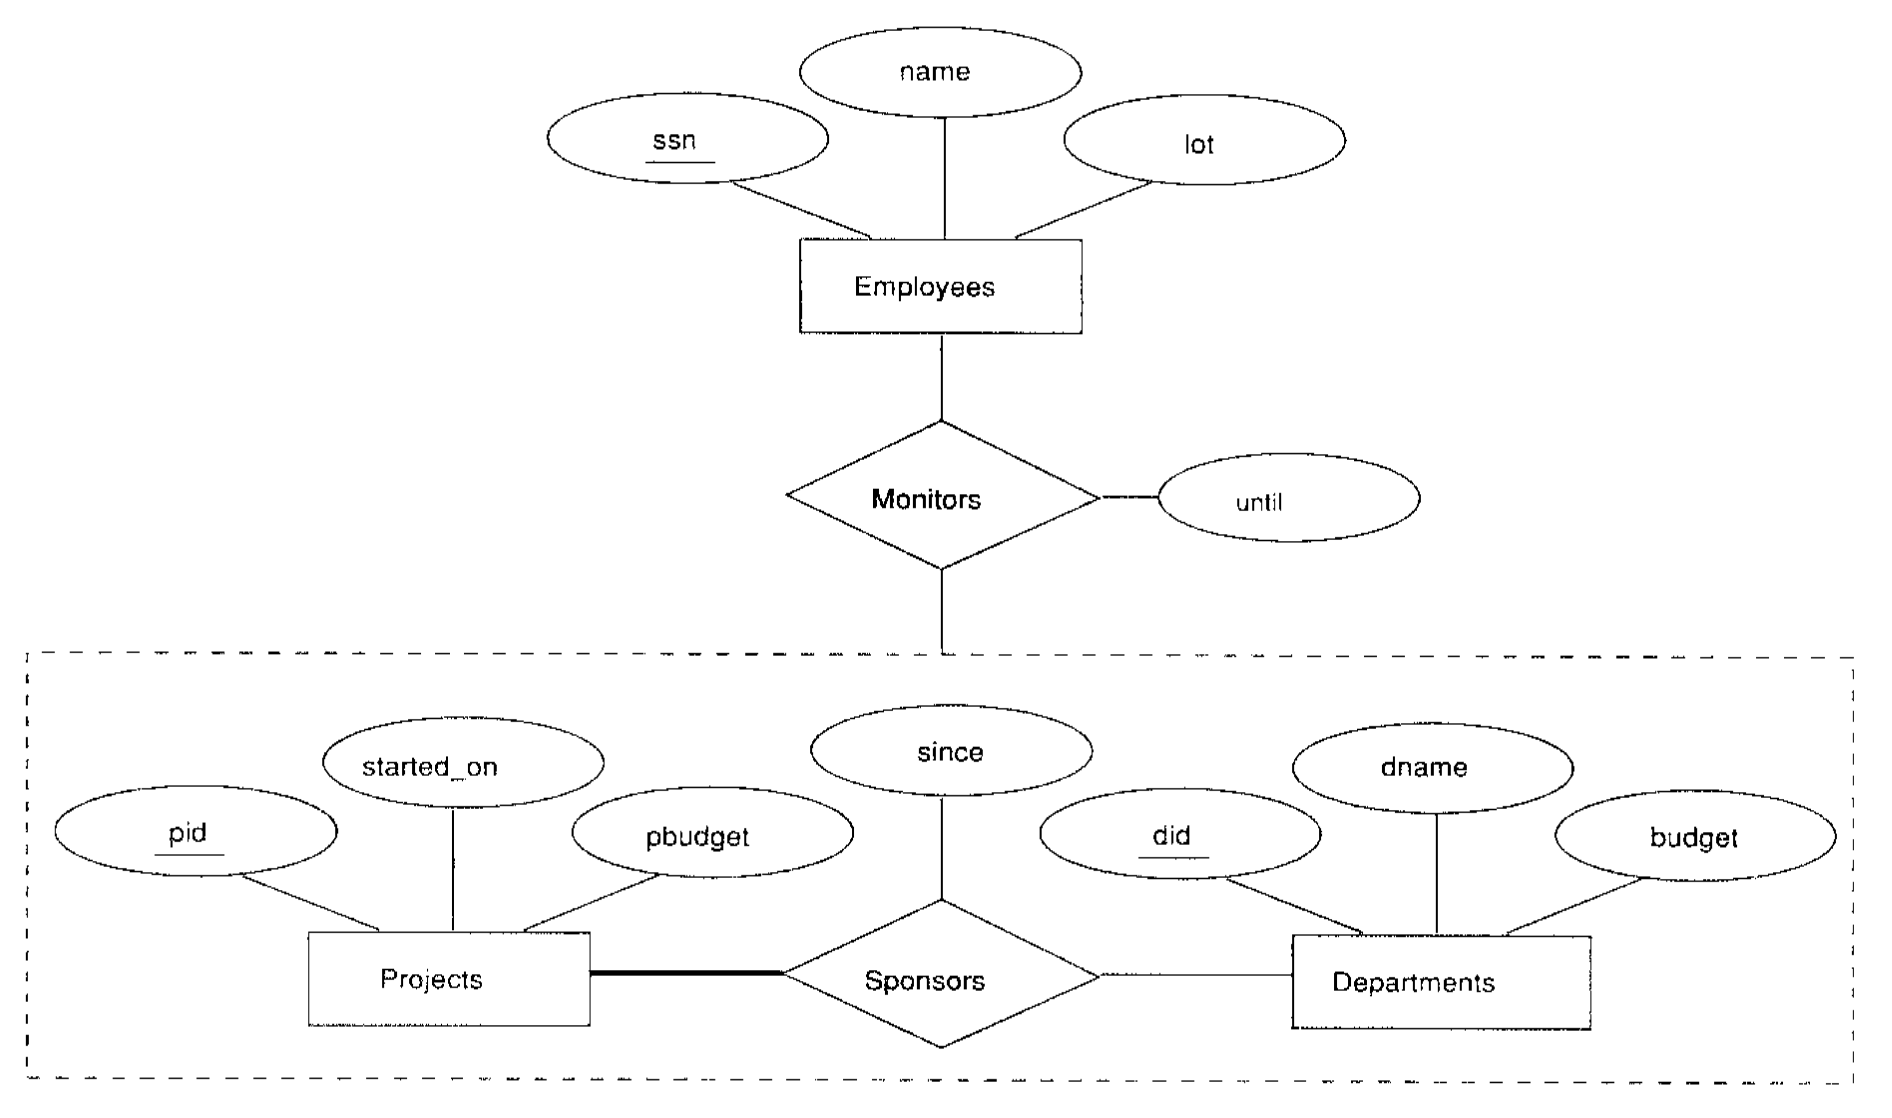 name
ssn
lot
Employees
Monitors
until
started_on
since
dname
pid
pbudget
did
budget
Projects
Sponsors
Departments